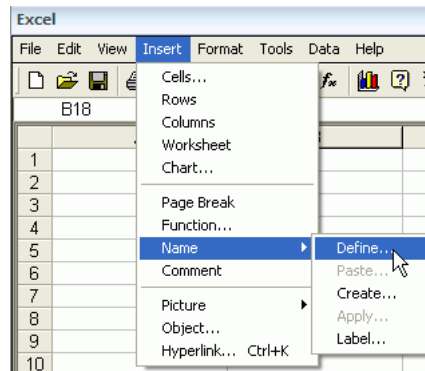 Excel
File Edit View Insert Format Tools Data Help
B18
Cells...
Rows
Columns
Worksheet
Chart...
Page Break
Function...
Name
Comment
Picture
Object...
Hyperlink... Ctrl+K
Define...
Paste...
Create...
Apply...
Label...
1
2
3
4
5
6
7
8
9
10